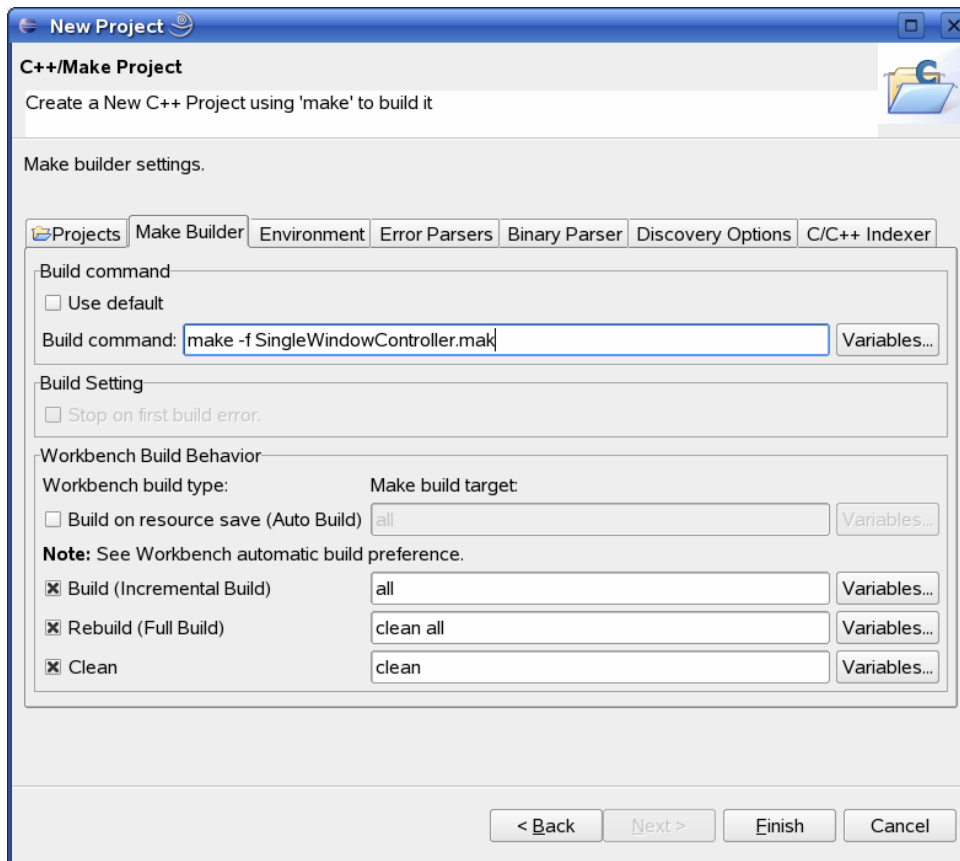 New Project
C++/Make Project
Create a New C++ Project using 'make' to build it
Make builder settings.
Projects Make Builder Environment Error Parsers Binary Parser Discovery Options C/C++ Indexer
Build command
Use default
Build command: make -f SingleWindowController.mak Variables...
Build Setting
Stop on first build error.
Workbench Build Behavior
Workbench build type: Make build target:
Build on resource save (Auto Build) all Variables...
Note: See Workbench automatic build preference.
Build (Incremental Build) all Variables...
Rebuild (Full Build) clean all Variables...
Clean clean Variables...
< Back Next > Finish Cancel